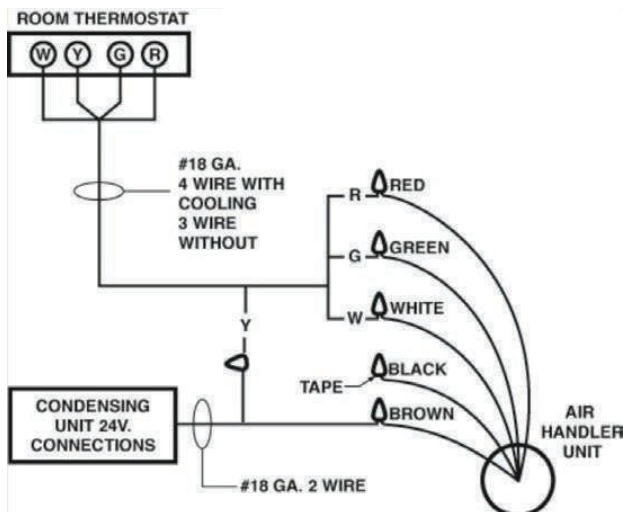 ROOM THERMOSTAT
W Y G R
#18 GA.
4 WIRE WITH
COOLING
3 WIRE
WITHOUT
R RED
G GREEN
W WHITE
Y
BLACK
TAPE
BROWN
CONDENSING
UNIT 24V.
CONNECTIONS
AIR
HANDLER
UNIT
#18 GA. 2 WIRE